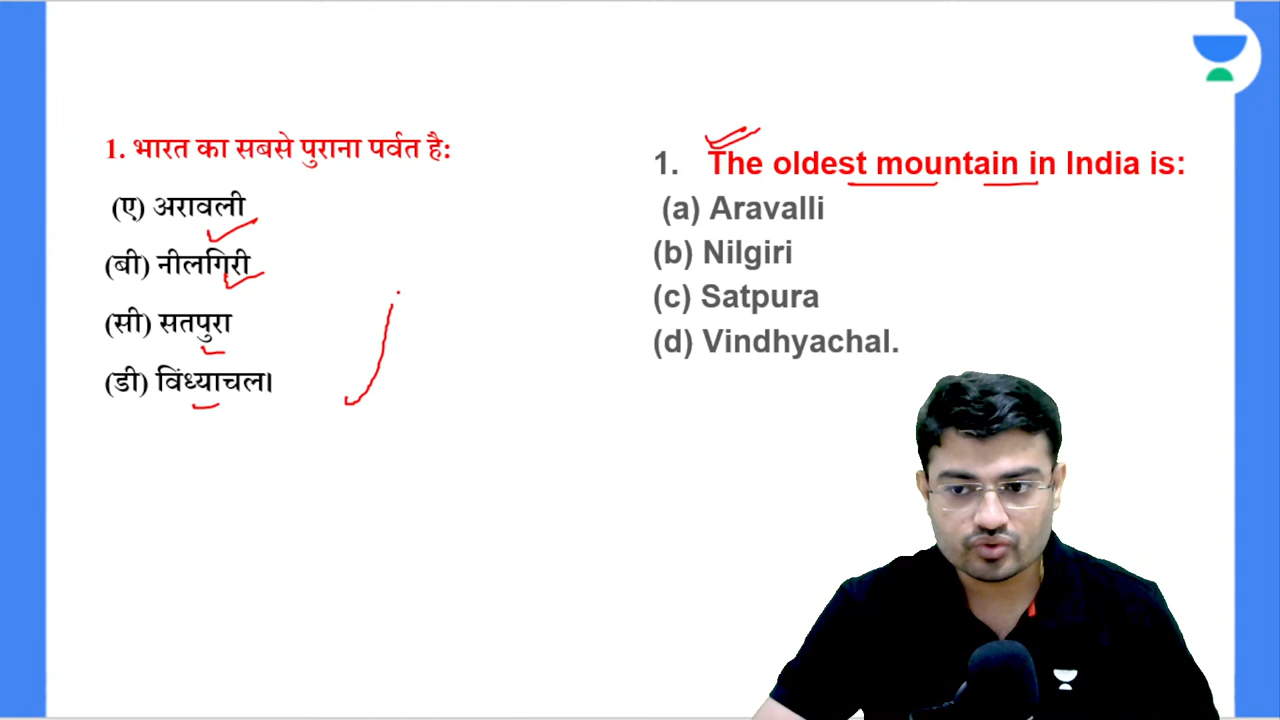 1. भारत का सबसे पुराना पर्वत है:
(ए) अरावली
(बी) नीलगिरी
(सी) सतपुरा
(डी) विंध्याचल।
1. The oldest mountain in India is:
(a) Aravalli
(b) Nilgiri
(c) Satpura
(d) Vindhyachal.